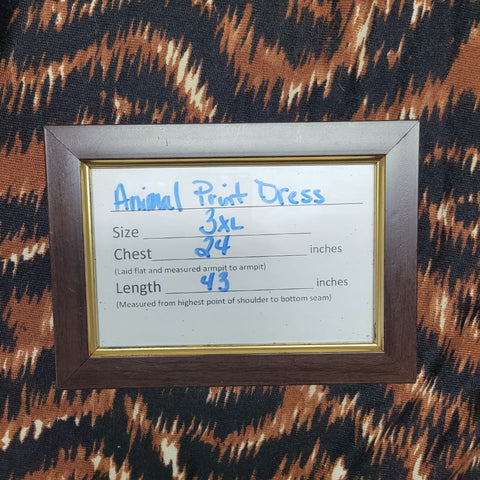 Animal Print Dress
Size 3XL
Chest 24 inches
(Laid flat and measured armpit to armpit)
Length 43 inches
(Measured from highest point of shoulder to bottom seam)